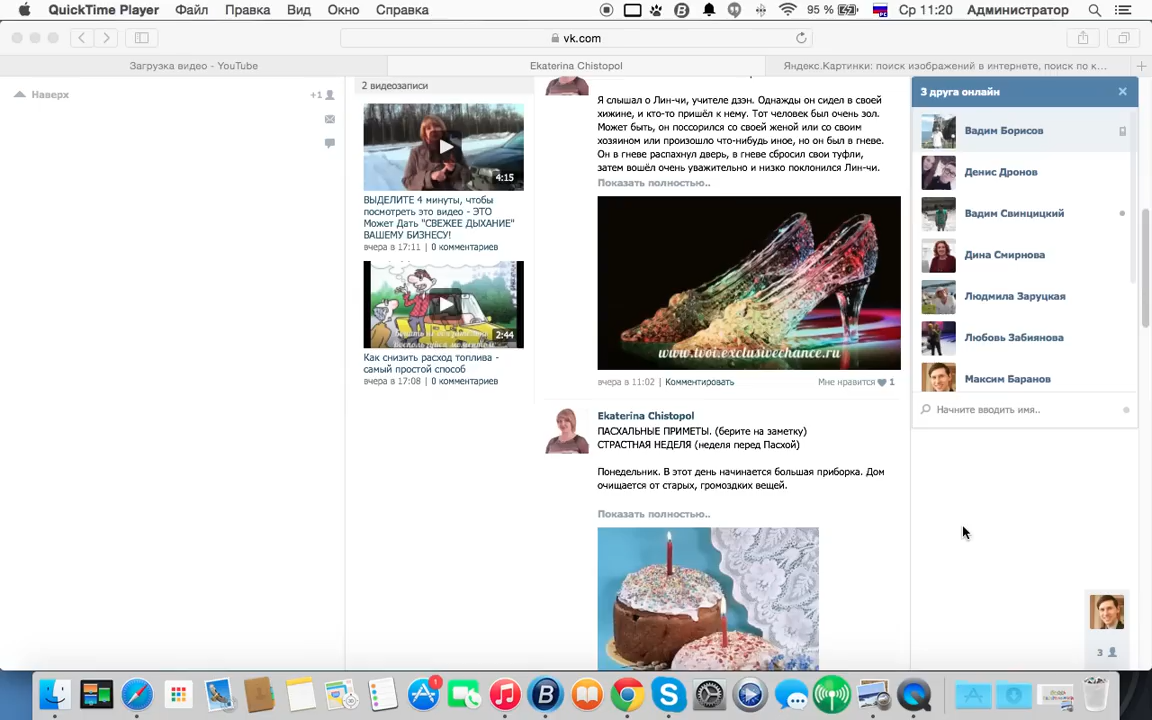 QuickTime Player Файл Правка Вид Окно Справка 95 % Ср 11:20 Администратор
vk.com
Загрузка видео - YouTube
Ekaterina Chistopol
Яндекс.Картинки: поиск изображений в интернете, поиск по к...
Наверх
+1
2 видеозаписи
4:15
ВЫДЕЛИТЕ 4 минуты, чтобы
посмотреть это видео - ЭТО
Может Дать "СВЕЖЕЕ ДЫХАНИЕ"
ВАШЕМУ БИЗНЕСУ!
вчера в 17:11 | 0 комментариев
2:44
Как снизить расход топлива -
самый простой способ
вчера в 17:08 | 0 комментариев
Я слышал о Лин-чи, учителе дзэн. Однажды он сидел в своей
хижине, и кто-то пришёл к нему. Тот человек был очень зол.
Может быть, он поссорился со своей женой или со своим
хозяином или произошло что-нибудь иное, но он был в гневе.
Он в гневе распахнул дверь, в гневе сбросил свои туфли,
затем вошёл очень уважительно и низко поклонился Лин-чи.
Показать полностью..
www.tvoi.exclusivechance.ru
вчера в 11:02 | Комментировать
Мне нравится 1
Ekaterina Chistopol
ПАСХАЛЬНЫЕ ПРИМЕТЫ. (берите на заметку)
СТРАСТНАЯ НЕДЕЛЯ (неделя перед Пасхой)
Понедельник. В этот день начинается большая приборка. Дом
очищается от старых, громоздких вещей.
Показать полностью..
3 друга онлайн
Вадим Борисов
Денис Дронов
Вадим Свинцицкий
Дина Смирнова
Людмила Заруцкая
Любовь Забиянова
Максим Баранов
Начните вводить имя..
3
1